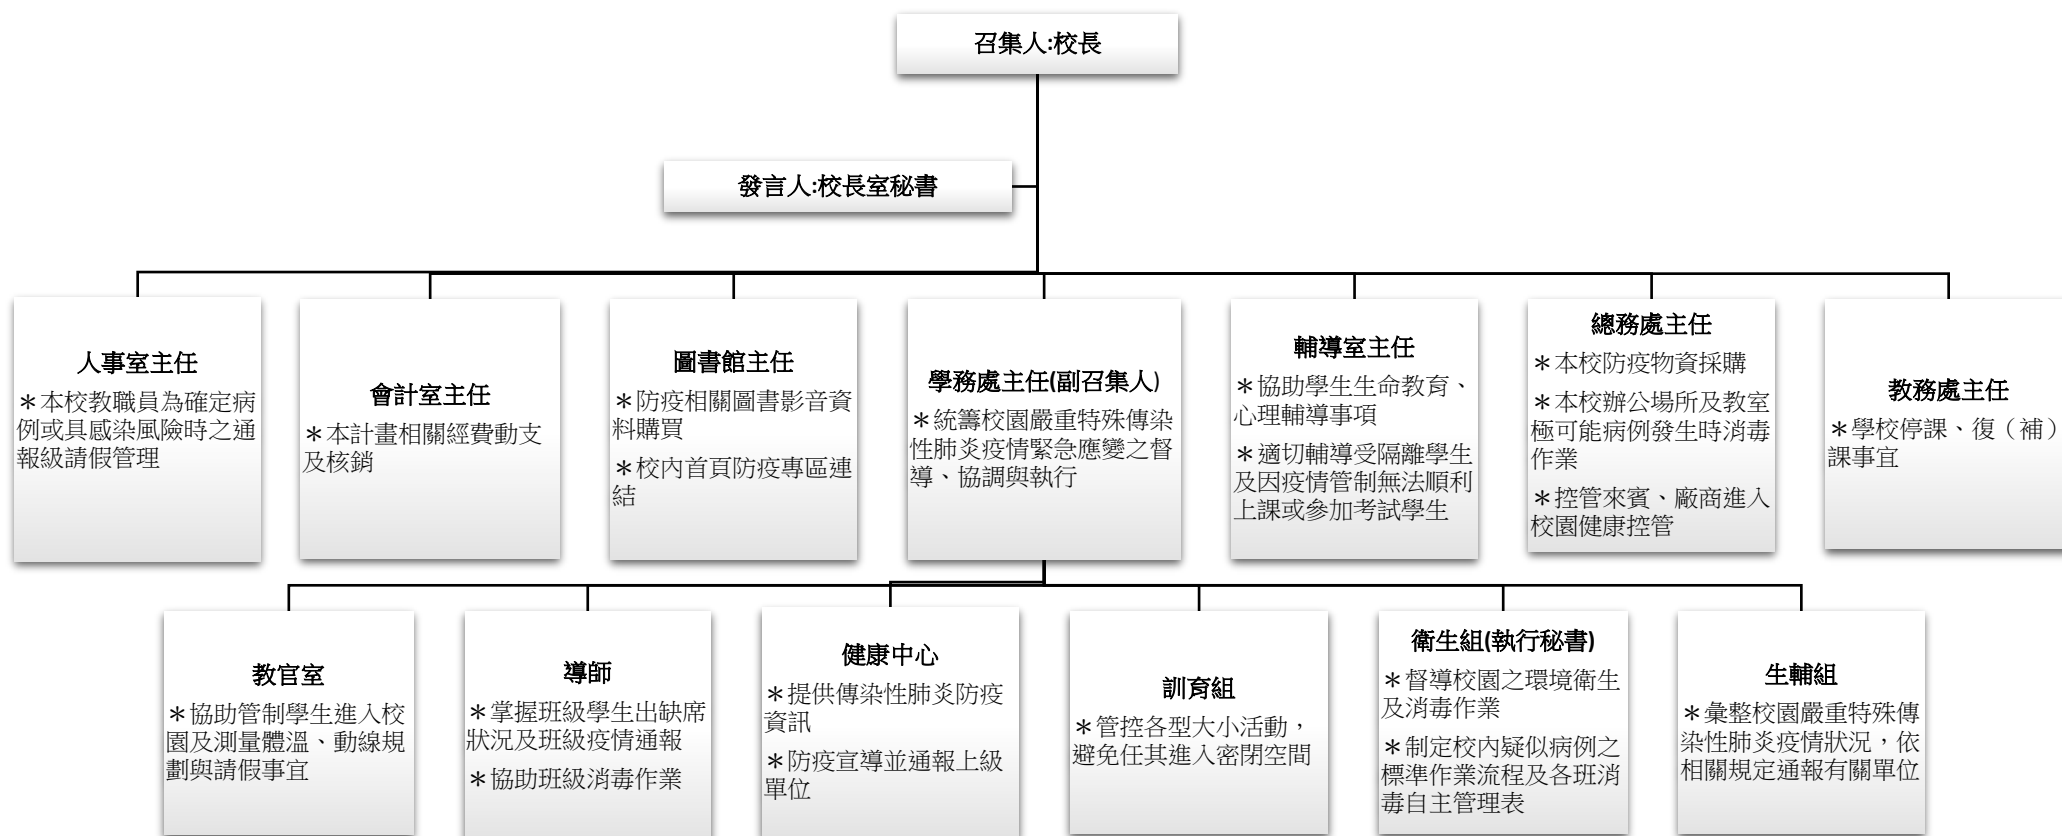 召集人:校長
發言人:校長室秘書
人事室主任
＊本校教職員為確定病
例或具感染風險時之通
報級請假管理
會計室主任
＊本計畫相關經費動支
及核銷
圖書館主任
＊防疫相關圖書影音資
料購買
＊校內首頁防疫專區連
結
學務處主任(副召集人)
＊統籌校園嚴重特殊傳染
性肺炎疫情緊急應變之督
導、協調與執行
輔導室主任
＊協助學生生命教育、
心理輔導事項
＊適切輔導受隔離學生
及因疫情管制無法順利
上課或參加考試學生
總務處主任
＊本校防疫物資採購
＊本校辦公場所及教室
極可能病例發生時消毒
作業
＊控管來賓、廠商進入
校園健康控管
教務處主任
＊學校停課、復（補）
課事宜
教官室
＊協助管制學生進入校
園及測量體溫、動線規
劃與請假事宜
導師
＊掌握班級學生出缺席
狀況及班級疫情通報
＊協助班級消毒作業
健康中心
＊提供傳染性肺炎防疫
資訊
＊防疫宣導並通報上級
單位
訓育組
＊管控各型大小活動，
避免任其進入密閉空間
衛生組(執行秘書)
＊督導校園之環境衛生
及消毒作業
＊制定校內疑似病例之
標準作業流程及各班消
毒自主管理表
生輔組
＊彙整校園嚴重特殊傳
染性肺炎疫情狀況，依
相關規定通報有關單位